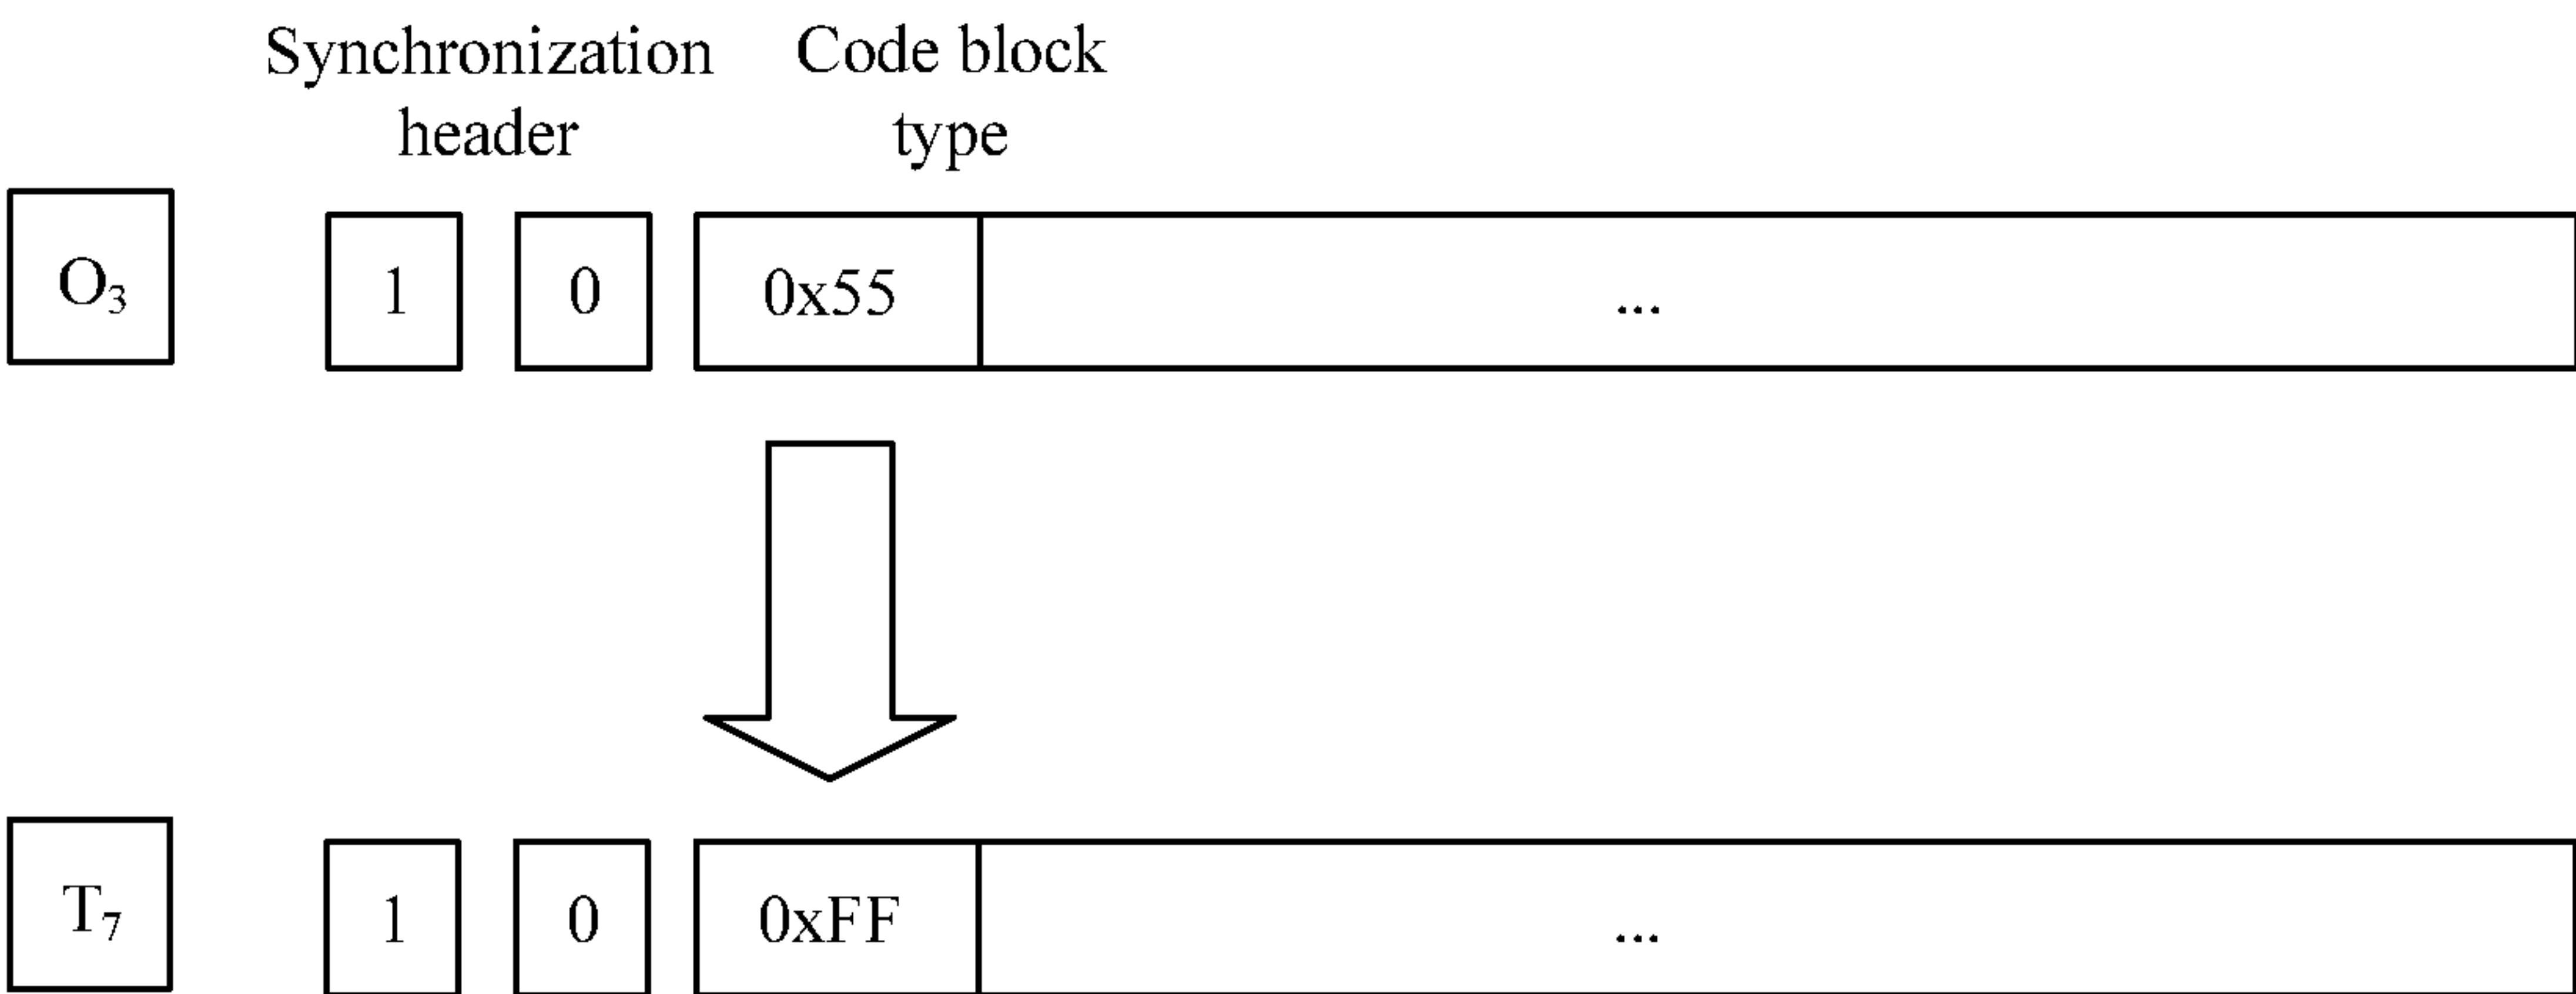 Synchronization header
Code block type
O₃ 1 0 0x55 ...
T₇ 1 0 0xFF ...